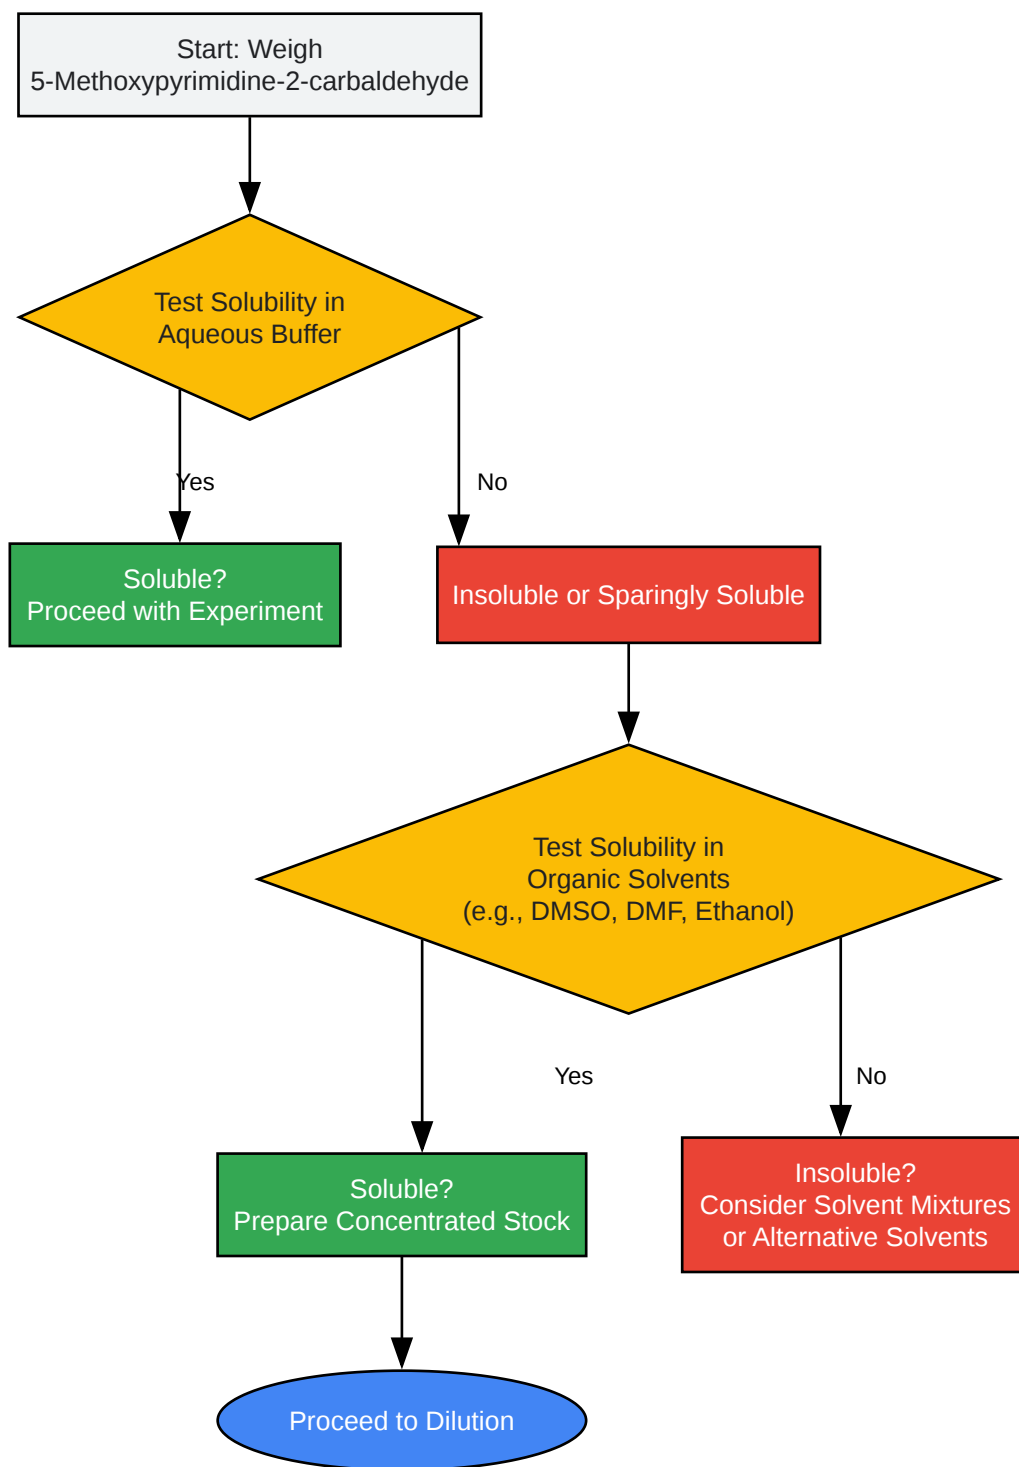 Start: Weigh
5-Methoxypyrimidine-2-carbaldehyde
Test Solubility in
Aqueous Buffer
Yes
No
Soluble?
Proceed with Experiment
Insoluble or Sparingly Soluble
Test Solubility in
Organic Solvents
(e.g., DMSO, DMF, Ethanol)
Yes
No
Soluble?
Prepare Concentrated Stock
Insoluble?
Consider Solvent Mixtures
or Alternative Solvents
Proceed to Dilution